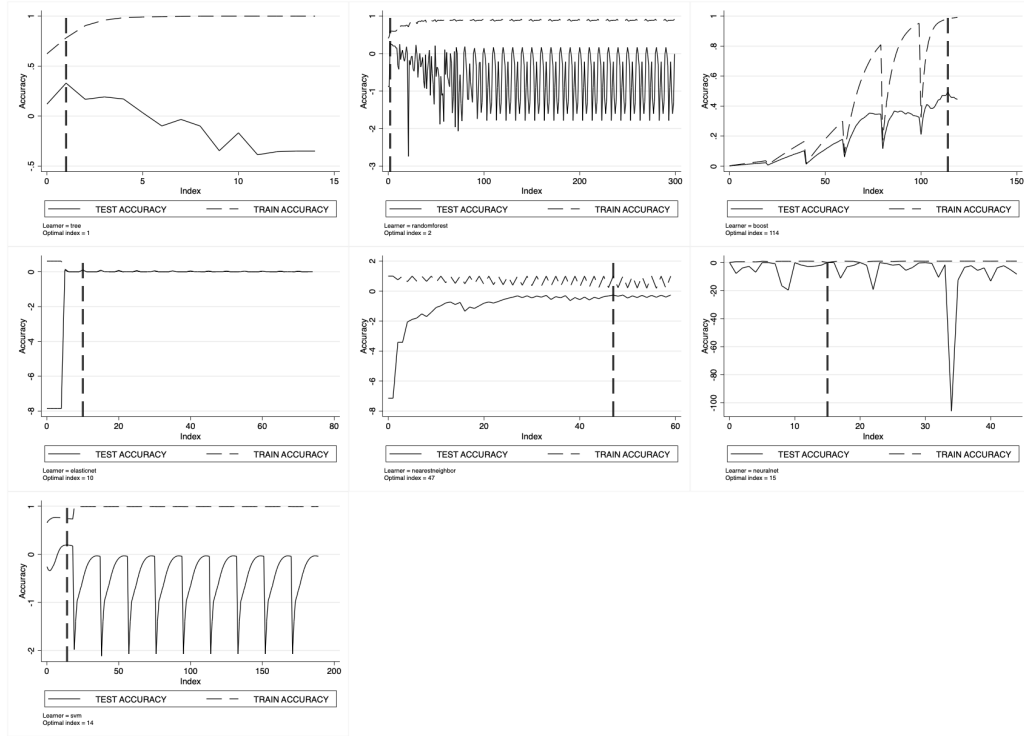 1
.5
0
-.5
Accuracy
0
5
10
15
Index
TEST ACCURACY TRAIN ACCURACY
Learner = tree
Optimal index = 1
1
0
-1
-2
-3
Accuracy
0
100
200
300
Index
TEST ACCURACY TRAIN ACCURACY
Learner = randomforest
Optimal index = 2
1
.8
.6
.4
.2
0
Accuracy
0
50
100
150
Index
TEST ACCURACY TRAIN ACCURACY
Learner = boost
Optimal index = 114
0
-2
-4
-6
-8
Accuracy
0
20
40
60
80
Index
TEST ACCURACY TRAIN ACCURACY
Learner = elasticnet
Optimal index = 10
2
0
-2
-4
-6
-8
Accuracy
0
20
40
60
Index
TEST ACCURACY TRAIN ACCURACY
Learner = nearestneighbor
Optimal index = 47
0
-20
-40
-60
-80
-100
Accuracy
0
10
20
30
40
Index
TEST ACCURACY TRAIN ACCURACY
Learner = neuralnet
Optimal index = 15
1
0
-1
-2
Accuracy
0
50
100
150
200
Index
TEST ACCURACY TRAIN ACCURACY
Learner = svm
Optimal index = 14